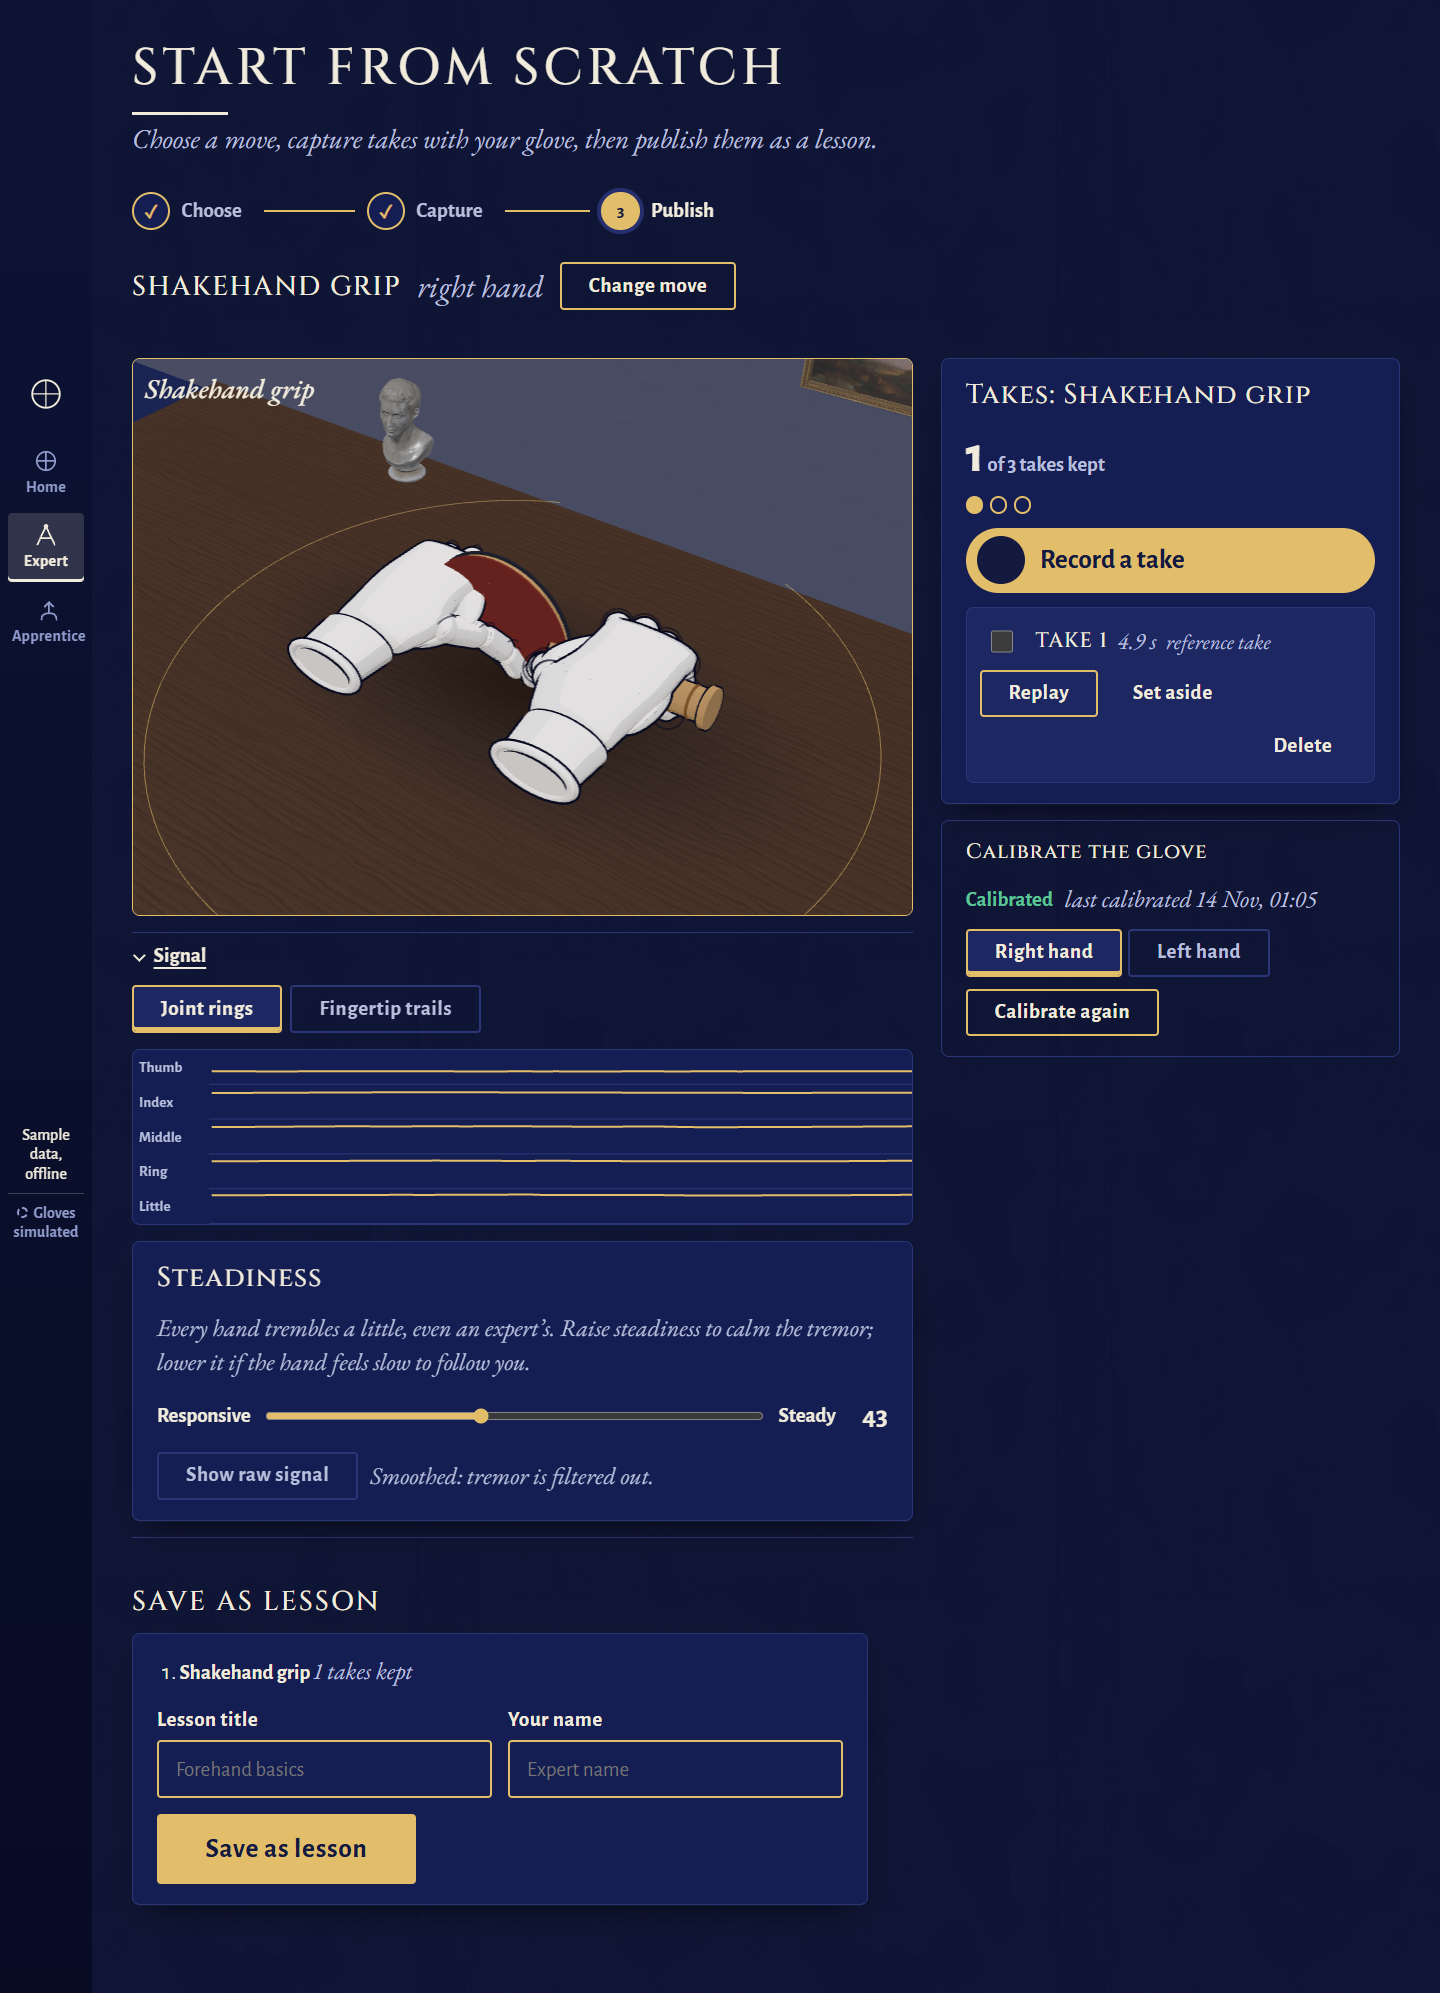 START FROM SCRATCH
Choose a move, capture takes with your glove, then publish them as a lesson.
Choose
Capture
3 Publish
SHAKEHAND GRIP right hand Change move
Home
Expert
Apprentice
Sample
data,
offline
Gloves
simulated
Shakehand grip
Signal
Joint rings Fingertip trails
Thumb
Index
Middle
Ring
Little
STEADINESS
Every hand trembles a little, even an expert’s. Raise steadiness to calm the tremor;
lower it if the hand feels slow to follow you.
Responsive Steady 43
Show raw signal Smoothed: tremor is filtered out.
TAKES: SHAKEHAND GRIP
1 of 3 takes kept
Record a take
TAKE 1 4.9 s reference take
Replay Set aside
Delete
CALIBRATE THE GLOVE
Calibrated last calibrated 14 Nov, 01:05
Right hand Left hand
Calibrate again
SAVE AS LESSON
1. Shakehand grip 1 takes kept
Lesson title Your name
Forehand basics Expert name
Save as lesson